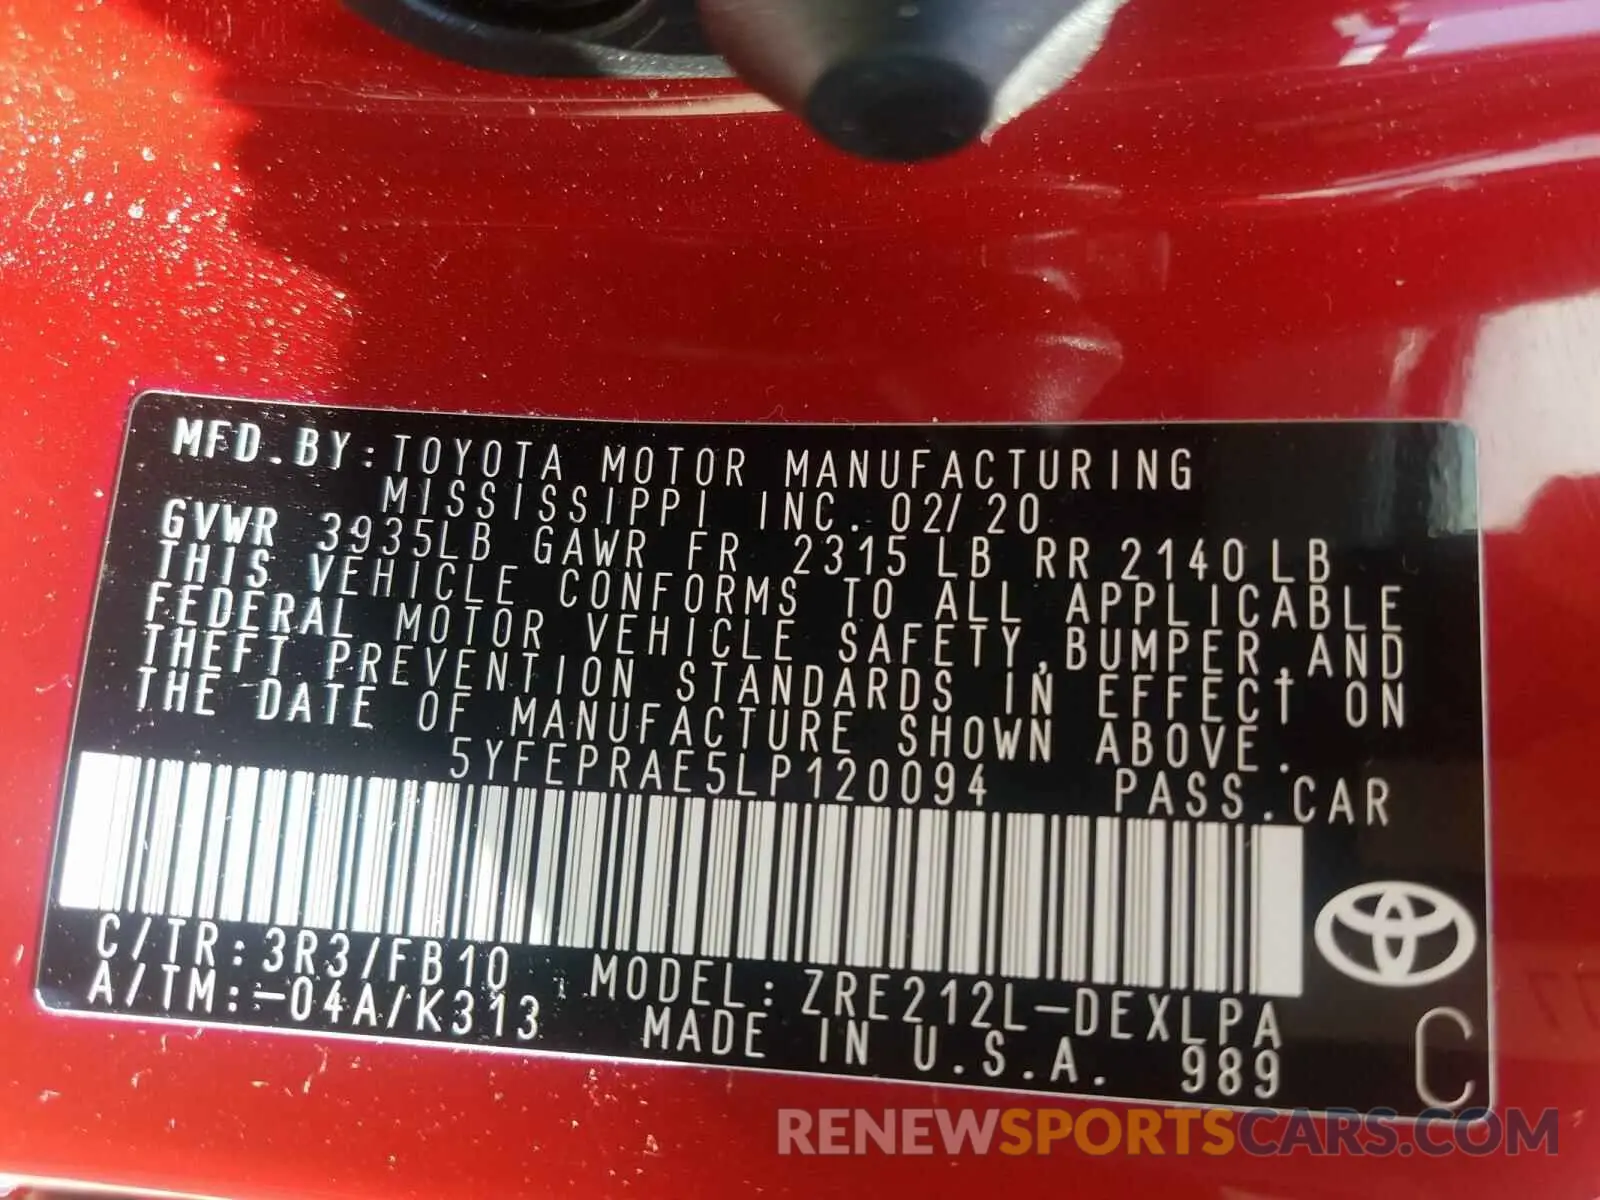 MFD.BY:TOYOTA MOTOR MANUFACTURING
MISSISSIPPI INC. 02/20
GVWR 3935LB GAWR FR 2315LB RR 2140LB
THIS VEHICLE CONFORMS TO ALL APPLICABLE
FEDERAL MOTOR VEHICLE SAFETY,BUMPER,AND
THEFT PREVENTION STANDARDS IN EFFECT ON
THE DATE OF MANUFACTURE SHOWN ABOVE.
5YFEPRAE5LP120094 PASS.CAR
C/TR:3R3/FB10 MODEL:ZRE212L-DEXLPA
A/TM:-04A/K313 MADE IN U.S.A. 989
C
RENEWSPORTSCARS.COM